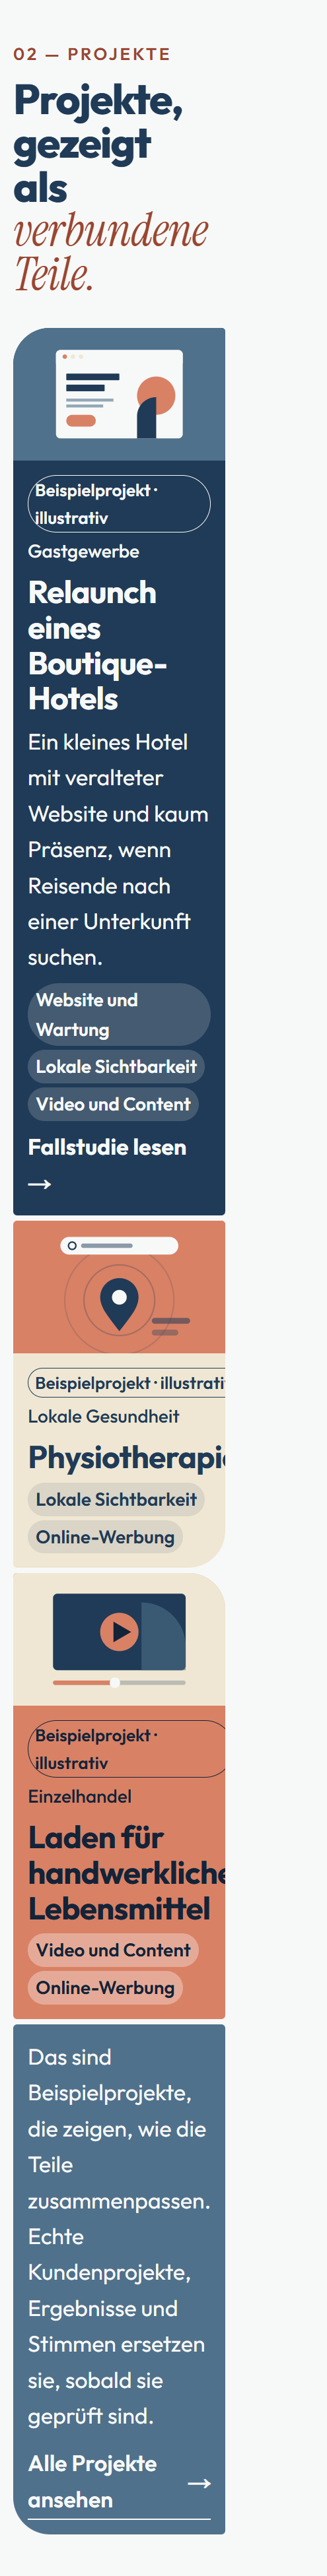 02 — PROJEKTE
Projekte,
gezeigt
als
verbundene
Teile.
Beispielprojekt ·
illustrativ
Gastgewerbe
Relaunch
eines
Boutique-
Hotels
Ein kleines Hotel
mit veralteter
Website und kaum
Präsenz, wenn
Reisende nach
einer Unterkunft
suchen.
Website und
Wartung
Lokale Sichtbarkeit
Video und Content
Fallstudie lesen
→
Beispielprojekt · illustrati
Lokale Gesundheit
Physiotherapi
Lokale Sichtbarkeit
Online-Werbung
Beispielprojekt ·
illustrativ
Einzelhandel
Laden für
handwerkliche
Lebensmittel
Video und Content
Online-Werbung
Das sind
Beispielprojekte,
die zeigen, wie die
Teile
zusammenpassen.
Echte
Kundenprojekte,
Ergebnisse und
Stimmen ersetzen
sie, sobald sie
geprüft sind.
Alle Projekte
ansehen →